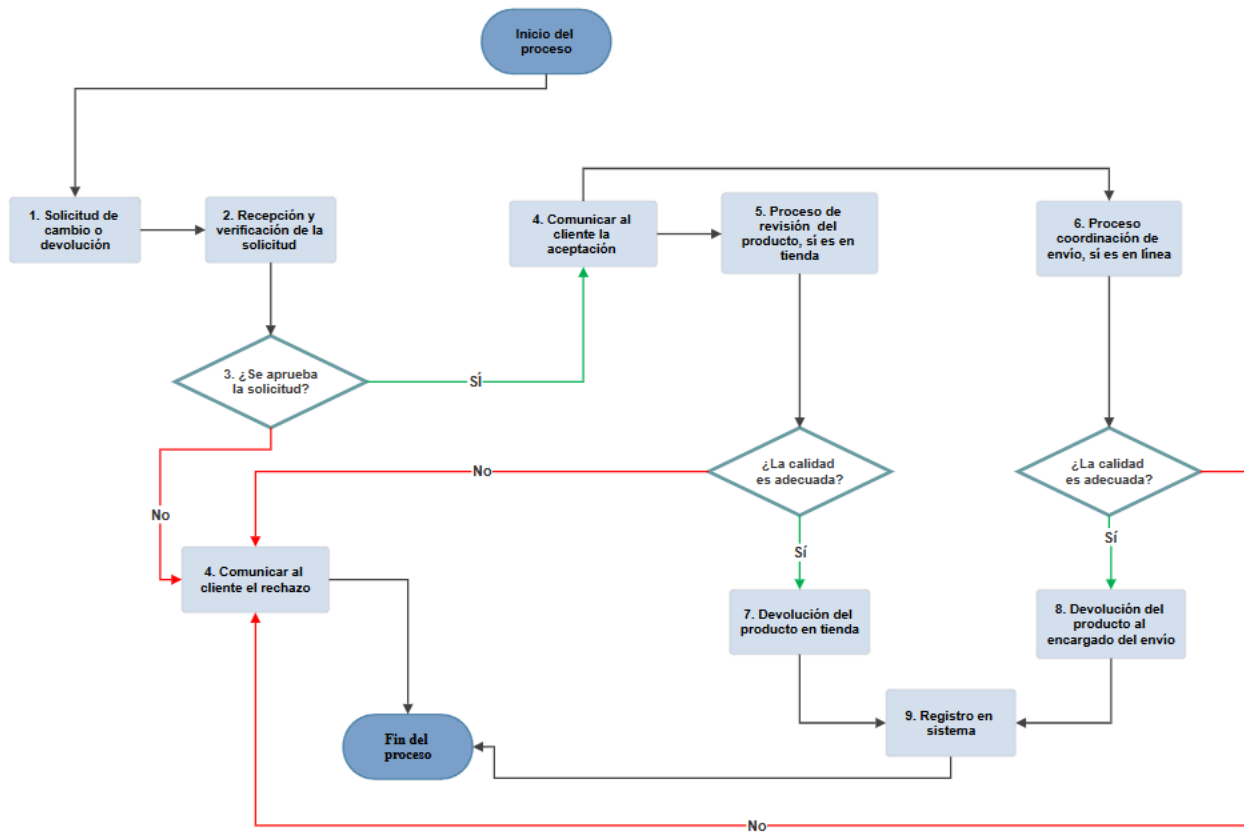 Inicio del
proceso
1. Solicitud de
cambio o
devolución
2. Recepción y
verificación de la
solicitud
4. Comunicar al
cliente la
aceptación
5. Proceso de
revisión del
producto, sí es en
tienda
6. Proceso
coordinación de
envío, sí es en línea
3. ¿Se aprueba
la solicitud?
SÍ
No
No
¿La calidad
es adecuada?
¿La calidad
es adecuada?
Sí
Sí
4. Comunicar al
cliente el rechazo
7. Devolución del
producto en tienda
8. Devolución del
producto al
encargado del envío
9. Registro en
sistema
Fin del
proceso
No